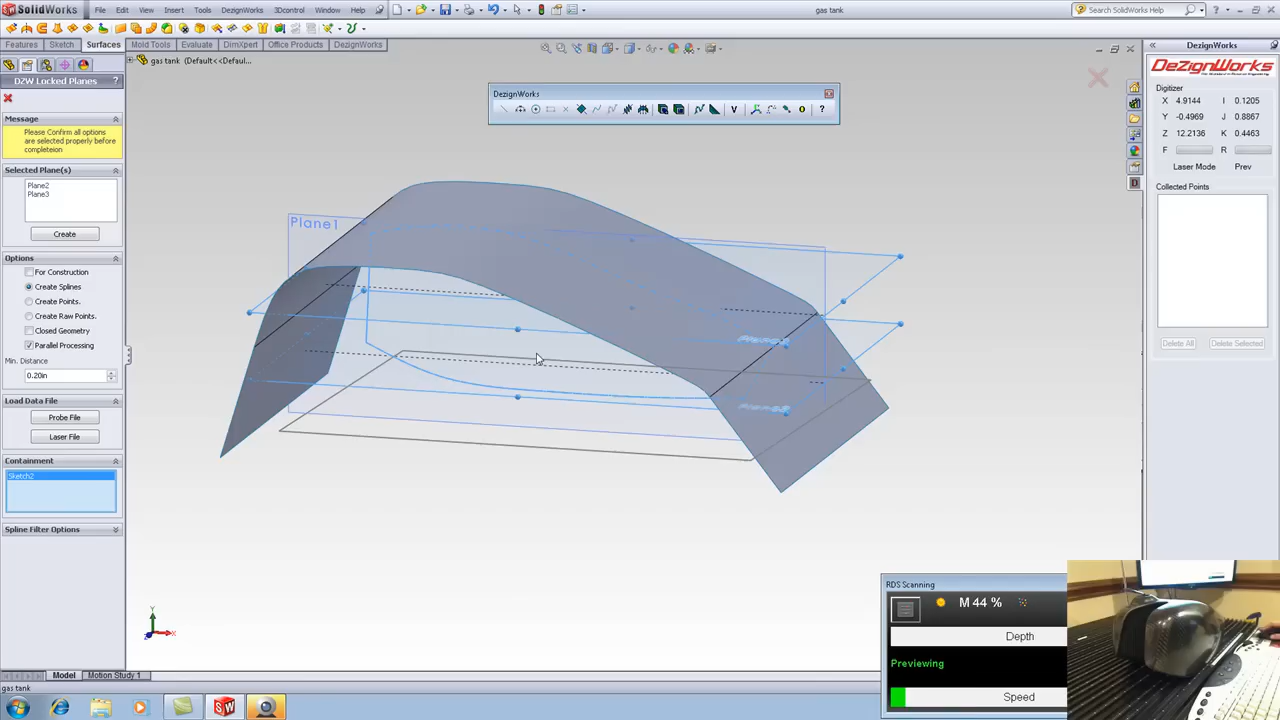 SolidWorks
File Edit View Insert Tools DezignWorks 3Dcontrol Window Help
gas tank
Search SolidWorks Help
Features Sketch Surfaces Mold Tools Evaluate DimXpert Office Products DezignWorks
DZW Locked Planes ?
gas tank (Default<<Defaul...
Message
Please Confirm all options
are selected properly before
completeion
Selected Plane(s)
Plane2
Plane3
Create
Options
For Construction
Create Splines
Create Points.
Create Raw Points.
Closed Geometry
Parallel Processing
Min. Distance
0.20in
Load Data File
Probe File
Laser File
Containment
Sketch2
Spline Filter Options
DezignWorks
V ?
Plane1
Y
X
Z
DezignWorks
DEZIGNWORKS
Digitizer
X 4.9144 I 0.1205
Y -0.4969 J 0.8867
Z 12.2136 K 0.4463
F R
Laser Mode Prev
Collected Points
Delete All Delete Selected
RDS Scanning
M 44 %
Depth
Previewing
Speed
Model Motion Study 1
gas tank